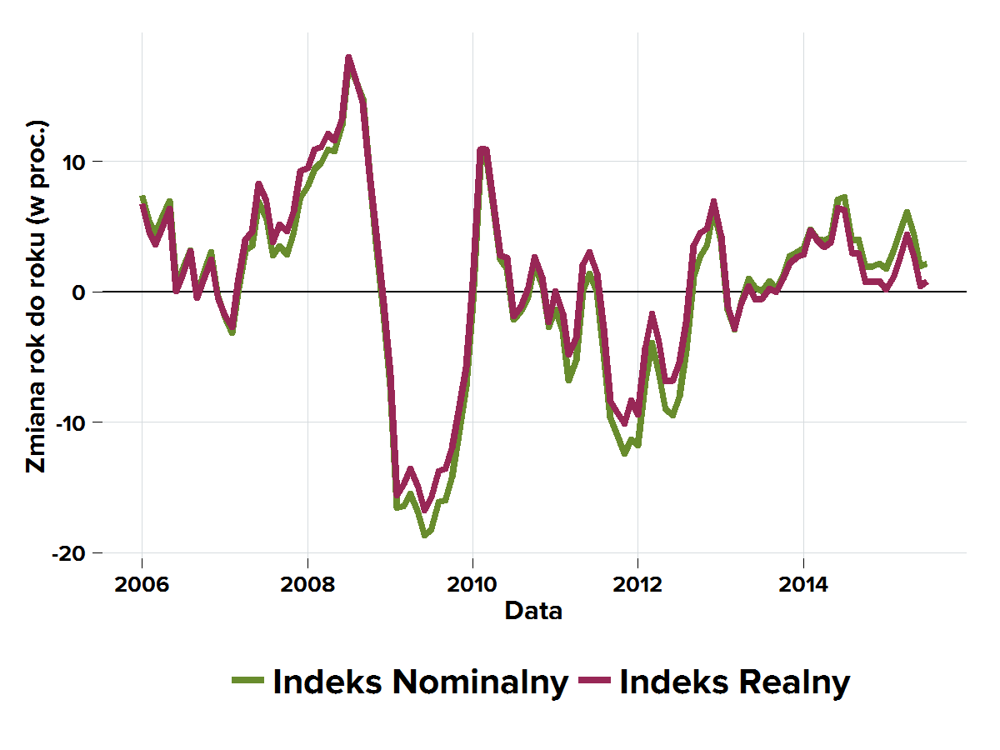 Zmiana rok do roku (w proc.)
10
0
-10
-20
2006 2008 2010 2012 2014
Data
Indeks Nominalny Indeks Realny